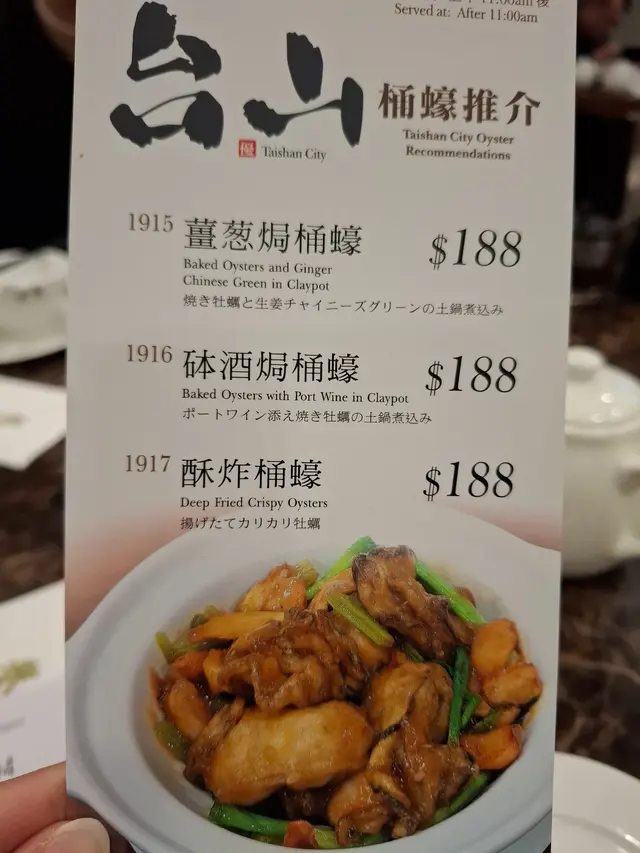 11:00am 後
Served at: After 11:00am
台山
優 Taishan City
桶蠔推介
Taishan City Oyster
Recommendations
1915 薑葱焗桶蠔 $188
Baked Oysters and Ginger
Chinese Green in Claypot
焼き牡蠣と生姜チャイニーズグリーンの土鍋煮込み
1916 砵酒焗桶蠔 $188
Baked Oysters with Port Wine in Claypot
ポートワイン添え焼き牡蠣の土鍋煮込み
1917 酥炸桶蠔 $188
Deep Fried Crispy Oysters
揚げたてカリカリ牡蠣